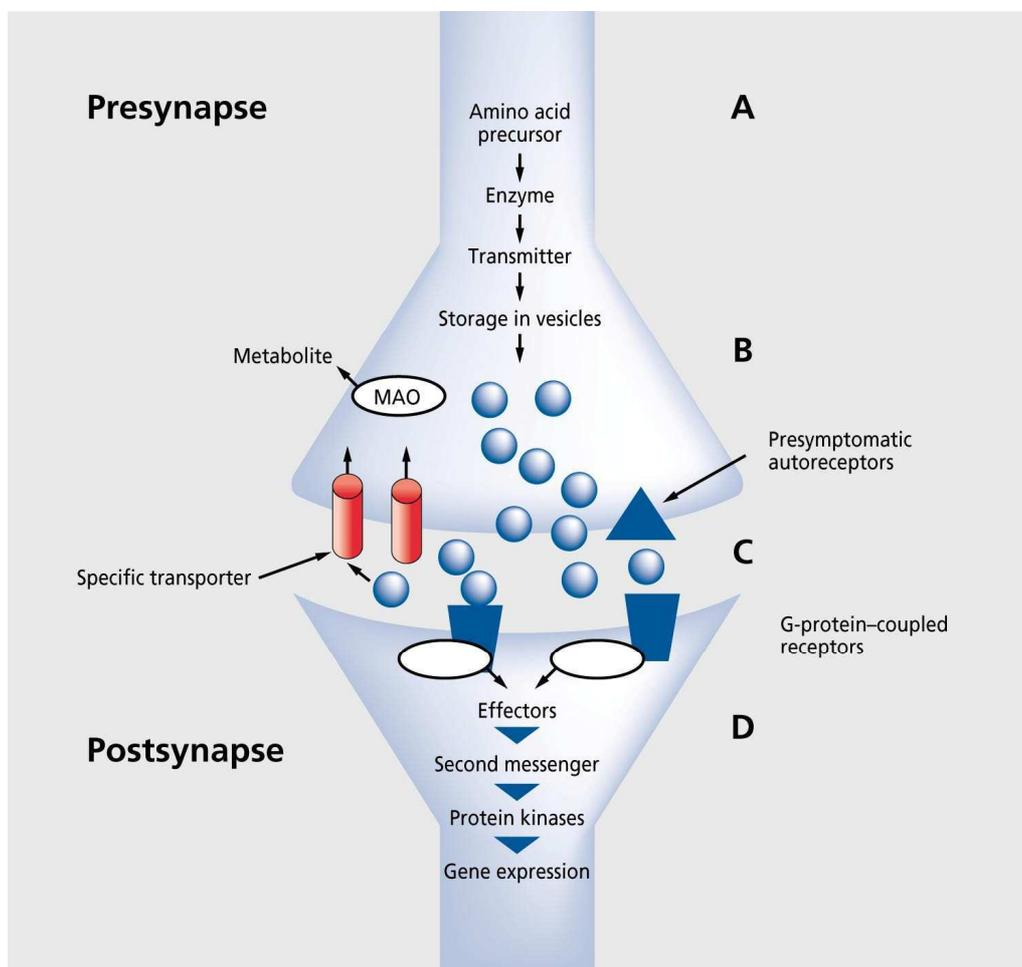 Presynapse
A
Amino acid
precursor
Enzyme
Transmitter
Storage in vesicles
B
Metabolite
MAO
Presymptomatic
autoreceptors
C
Specific transporter
G-protein–coupled
receptors
Effectors
D
Postsynapse
Second messenger
Protein kinases
Gene expression